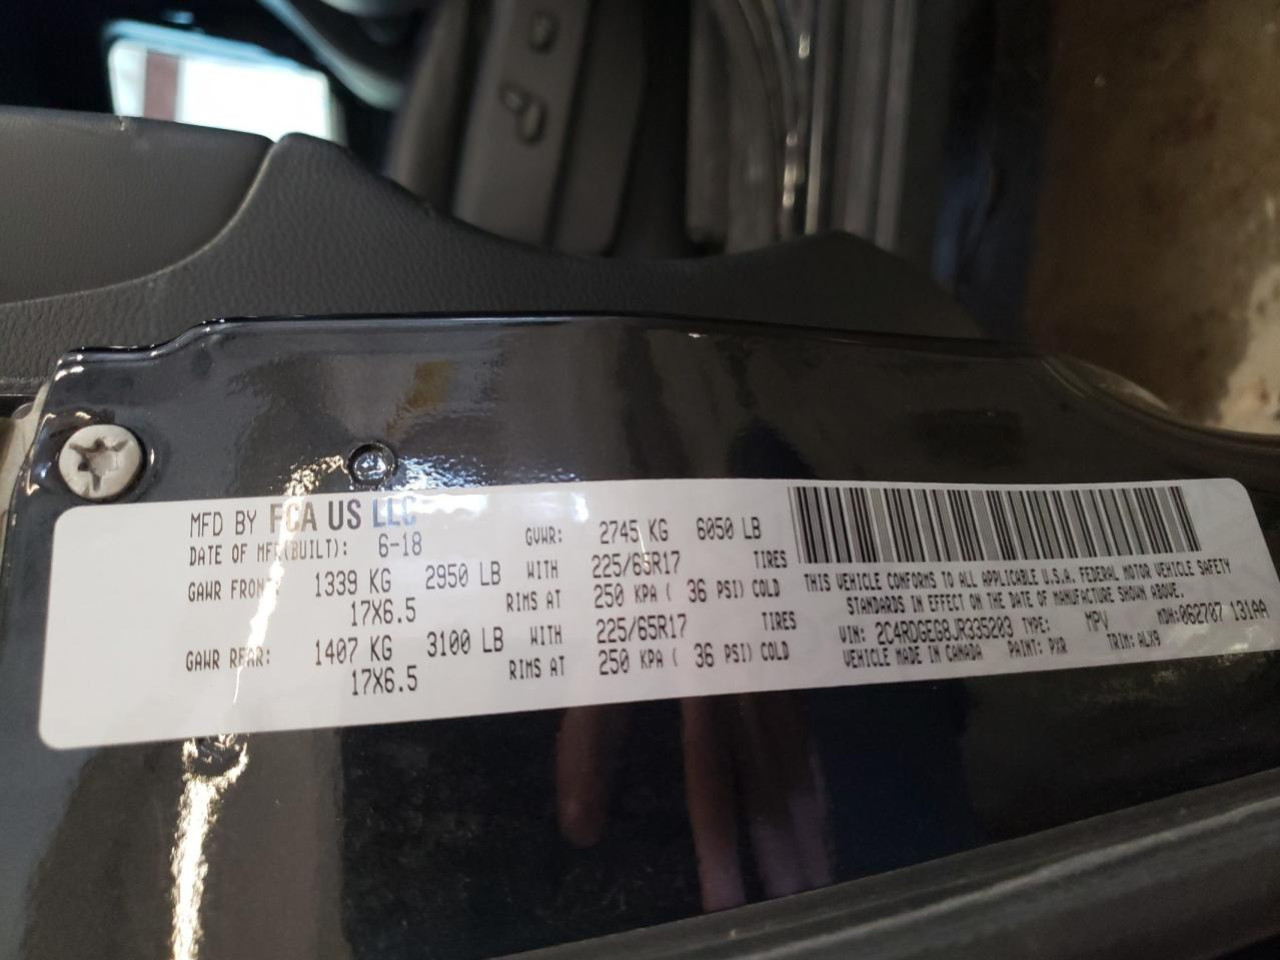 MFD BY FCA US LLC
DATE OF MFR(BUILT): 6-18 GVWR: 2745 KG 6050 LB
GAWR FRONT: 1339 KG 2950 LB WITH 225/65R17 TIRES
17X6.5 RIMS AT 250 KPA ( 36 PSI) COLD
GAWR REAR: 1407 KG 3100 LB WITH 225/65R17 TIRES
17X6.5 RIMS AT 250 KPA ( 36 PSI) COLD
THIS VEHICLE CONFORMS TO ALL APPLICABLE U.S.A. FEDERAL MOTOR VEHICLE SAFETY
STANDARDS IN EFFECT ON THE DATE OF MANUFACTURE SHOWN ABOVE.
VIN: 2C4RDGEG8JR335203 TYPE: MPV MDH:062707 131AA
VEHICLE MADE IN CANADA PAINT: PXR TRIM: ALX9